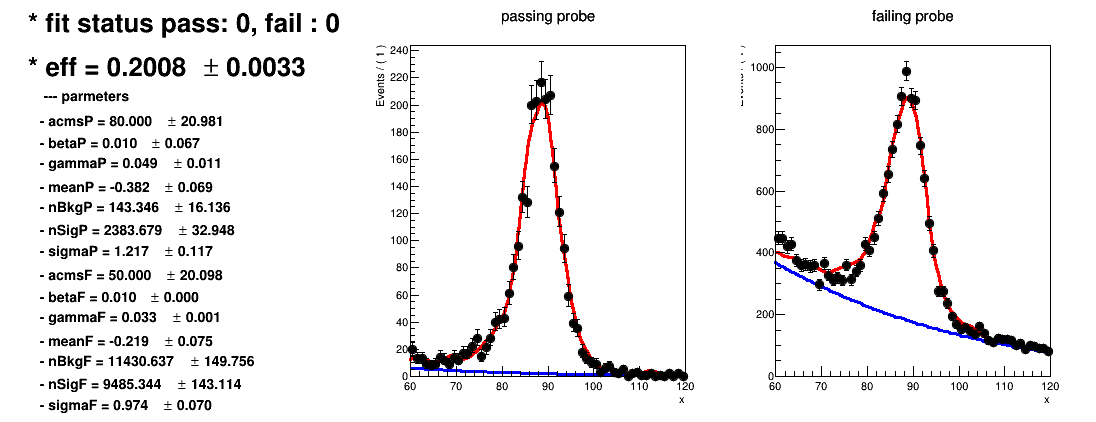 * fit status pass: 0, fail : 0
* eff = 0.2008 ± 0.0033
--- parmeters
- acmsP = 80.000 ± 20.981
- betaP = 0.010 ± 0.067
- gammaP = 0.049 ± 0.011
- meanP = -0.382 ± 0.069
- nBkgP = 143.346 ± 16.136
- nSigP = 2383.679 ± 32.948
- sigmaP = 1.217 ± 0.117
- acmsF = 50.000 ± 20.098
- betaF = 0.010 ± 0.000
- gammaF = 0.033 ± 0.001
- meanF = -0.219 ± 0.075
- nBkgF = 11430.637 ± 149.756
- nSigF = 9485.344 ± 143.114
- sigmaF = 0.974 ± 0.070
passing probe
Events / ( 1 )
240
220
200
180
160
140
120
100
80
60
40
20
0
60 70 80 90 100 110 120
x
failing probe
1000
800
600
400
200
0
60 70 80 90 100 110 120
x